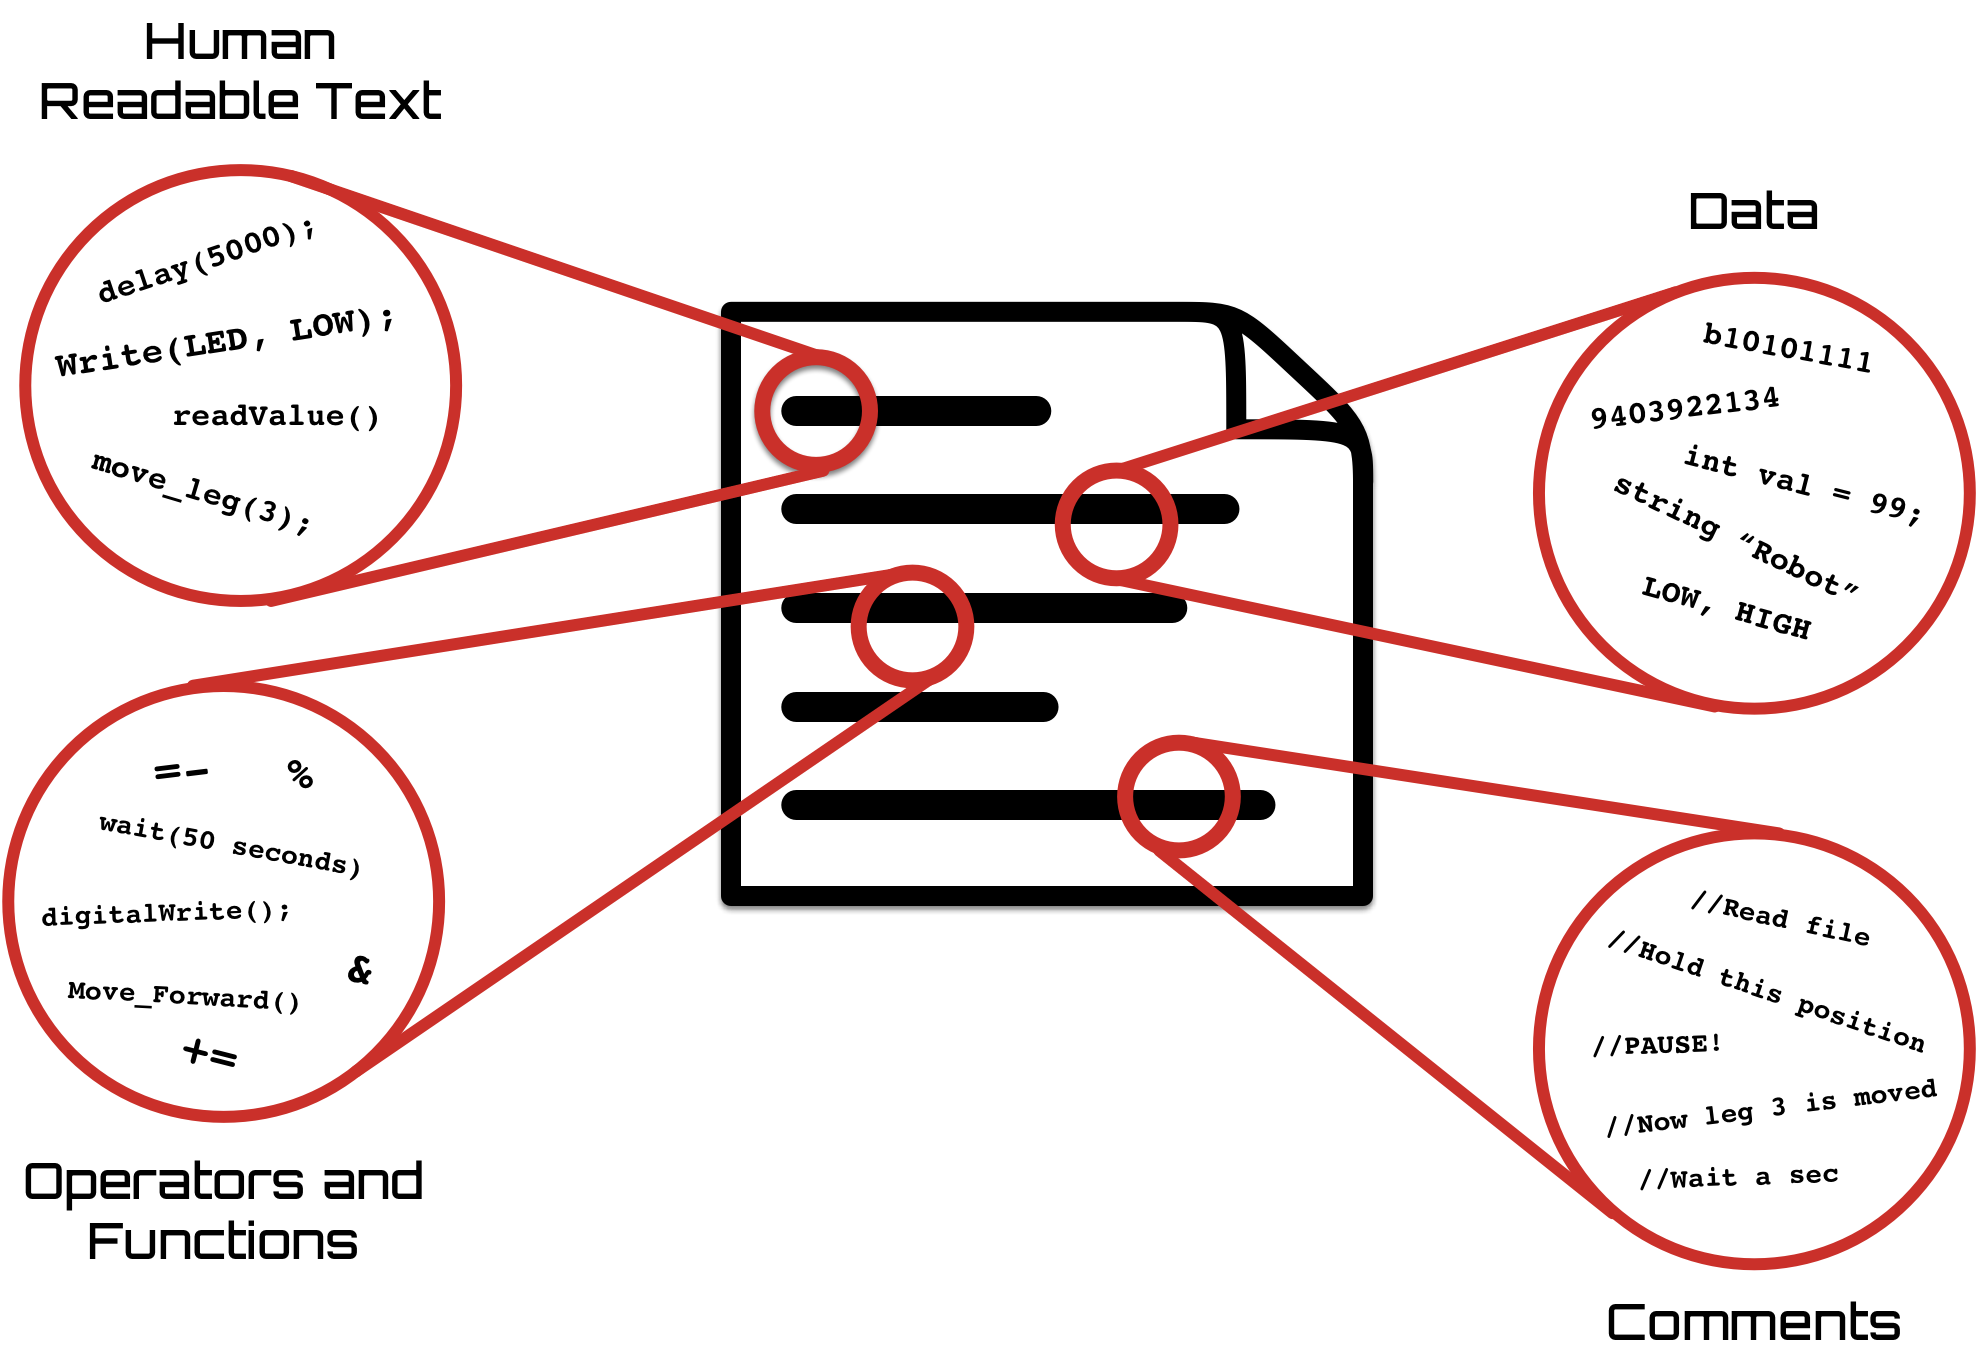 Human
Readable Text
delay(5000);
Write(LED, LOW);
readValue()
move_leg(3);
Data
b10101111
9403922134
int val = 99;
string “Robot”
LOW, HIGH
=- %
wait(50 seconds)
digitalWrite();
&
Move_Forward()
+=
Operators and
Functions
//Read file
//Hold this position
//PAUSE!
//Now leg 3 is moved
//Wait a sec
Comments